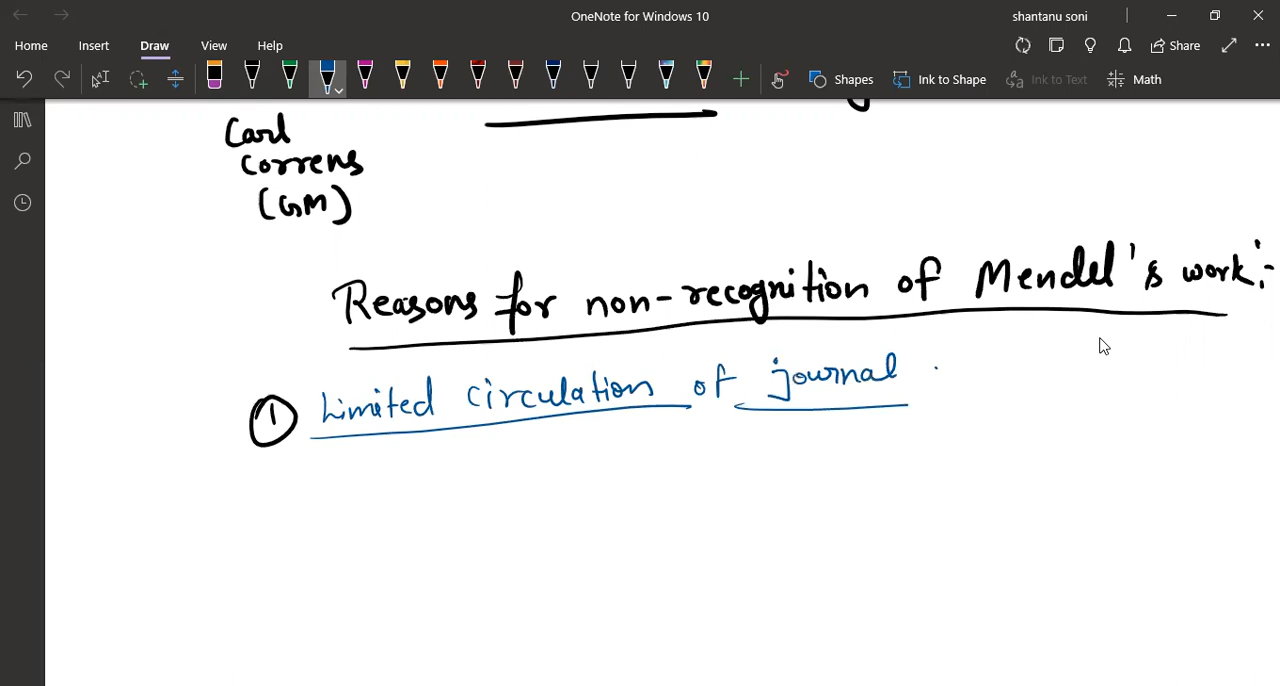 OneNote for Windows 10
shantanu soni
Home Insert Draw View Help
Share
Shapes Ink to Shape Ink to Text Math
Carl
Correns
(GM)
Reasons for non-recognition of Mendel's work:-
1 Limited circulation of journal